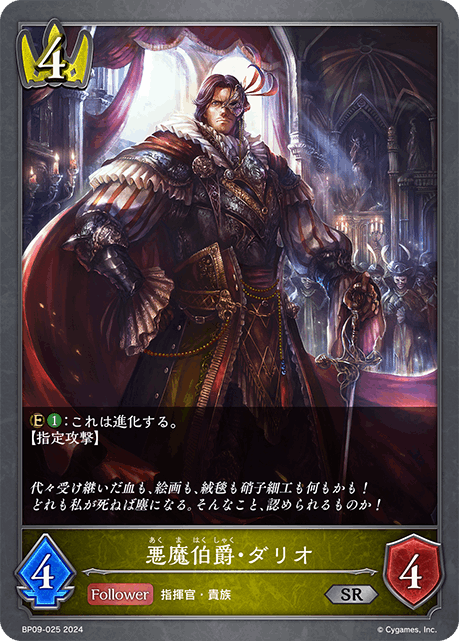 4
E 1:これは進化する。
【指定攻撃】
代々受け継いだ血も、絵画も、絨毯も硝子細工も何もかも！
どれも私が死ねば塵になる。そんなこと、認められるものか！
あくま はくしゃく
悪魔伯爵・ダリオ
4
Follower 指揮官・貴族 SR
4
BP09-025 2024
© Cygames, Inc.